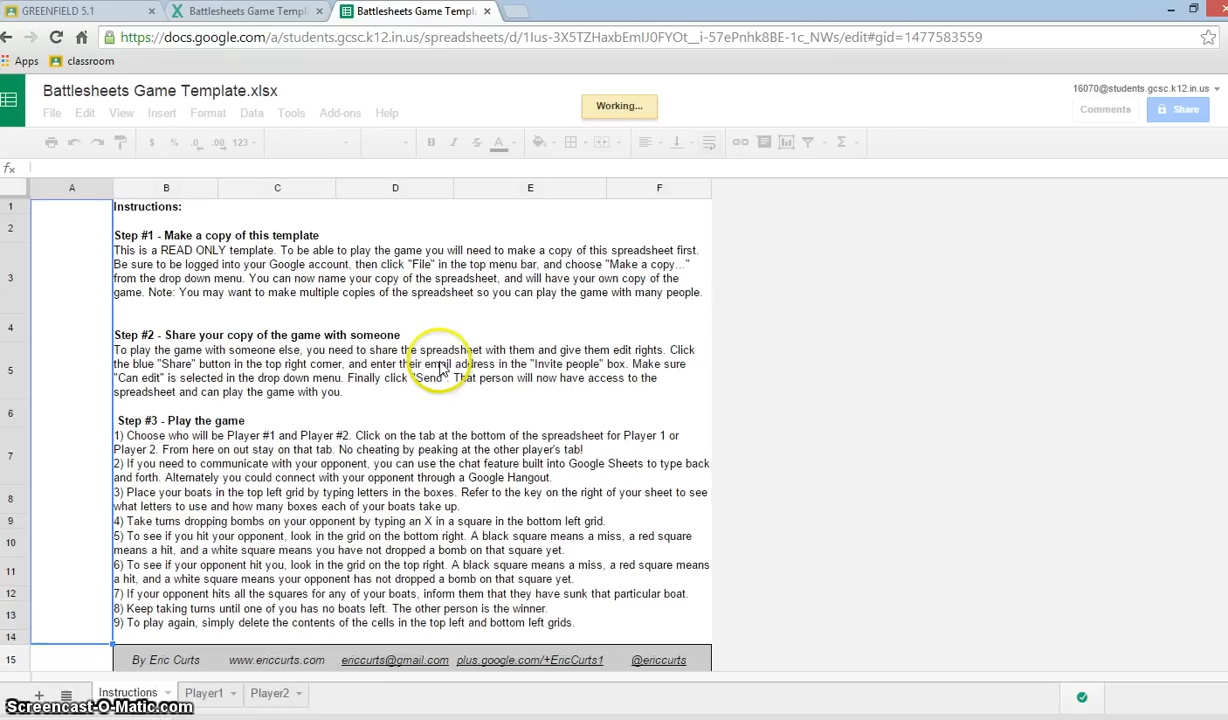 GREENFIELD 5.1
Battlesheets Game Templ
Battlesheets Game Templa
https://docs.google.com/a/students.gcsc.k12.in.us/spreadsheets/d/1Ius-3X5TZHaxbEmIJ0FYOt__i-57ePnhk8BE-1c_NWs/edit#gid=1477583559
Apps classroom
Battlesheets Game Template.xlsx
Working...
16070@students.gcsc.k12.in.us
File Edit View Insert Format Data Tools Add-ons Help
Comments Share
$ % .0 .00 123 B I S A Σ
fx
A B C D E F
1 Instructions:
2 Step #1 - Make a copy of this template
This is a READ ONLY template. To be able to play the game you will need to make a copy of this spreadsheet first.
Be sure to be logged into your Google account, then click "File" in the top menu bar, and choose "Make a copy..."
3 from the drop down menu. You can now name your copy of the spreadsheet, and will have your own copy of the
game. Note: You may want to make multiple copies of the spreadsheet so you can play the game with many people.
4 Step #2 - Share your copy of the game with someone
To play the game with someone else, you need to share the spreadsheet with them and give them edit rights. Click
the blue "Share" button in the top right corner, and enter their email address in the "Invite people" box. Make sure
5 "Can edit" is selected in the drop down menu. Finally click "Send". That person will now have access to the
spreadsheet and can play the game with you.
6 Step #3 - Play the game
1) Choose who will be Player #1 and Player #2. Click on the tab at the bottom of the spreadsheet for Player 1 or
7 Player 2. From here on out stay on that tab. No cheating by peaking at the other player's tab!
2) If you need to communicate with your opponent, you can use the chat feature built into Google Sheets to type back
and forth. Alternately you could connect with your opponent through a Google Hangout.
8 3) Place your boats in the top left grid by typing letters in the boxes. Refer to the key on the right of your sheet to see
what letters to use and how many boxes each of your boats take up.
9 4) Take turns dropping bombs on your opponent by typing an X in a square in the bottom left grid.
10 5) To see if you hit your opponent, look in the grid on the bottom right. A black square means a miss, a red square
means a hit, and a white square means you have not dropped a bomb on that square yet.
11 6) To see if your opponent hit you, look in the grid on the top right. A black square means a miss, a red square means
a hit, and a white square means your opponent has not dropped a bomb on that square yet.
12 7) If your opponent hits all the squares for any of your boats, inform them that they have sunk that particular boat.
13 8) Keep taking turns until one of you has no boats left. The other person is the winner.
9) To play again, simply delete the contents of the cells in the top left and bottom left grids.
14
15 By Eric Curts www.ericcurts.com ericcurts@gmail.com plus.google.com/+EricCurts1 @ericcurts
Instructions Player1 Player2
Screencast-O-Matic.com